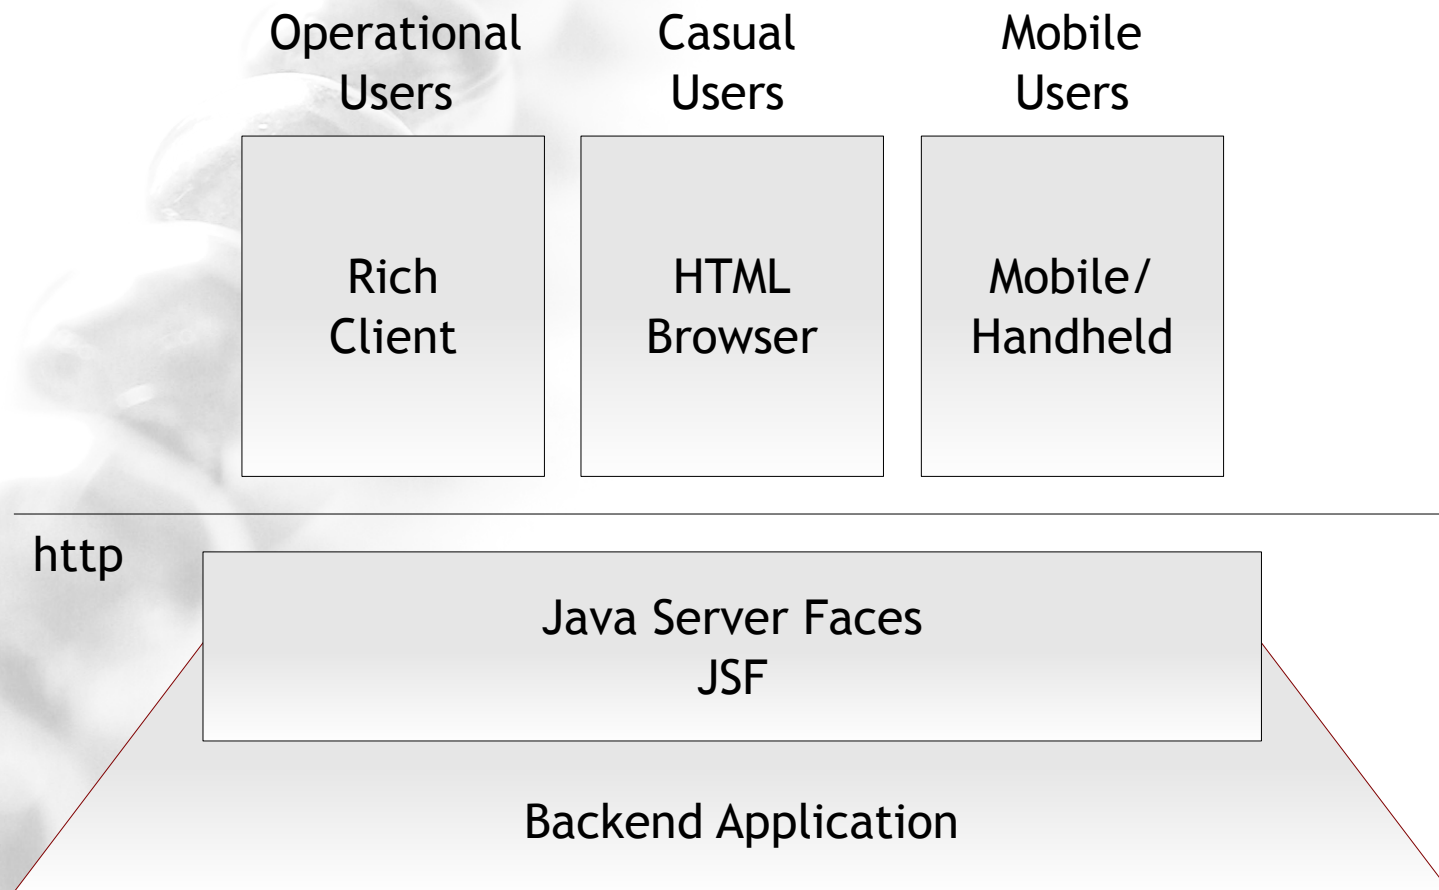 Operational
Users
Casual
Users
Mobile
Users
Rich
Client
HTML
Browser
Mobile/
Handheld
http
Java Server Faces
JSF
Backend Application